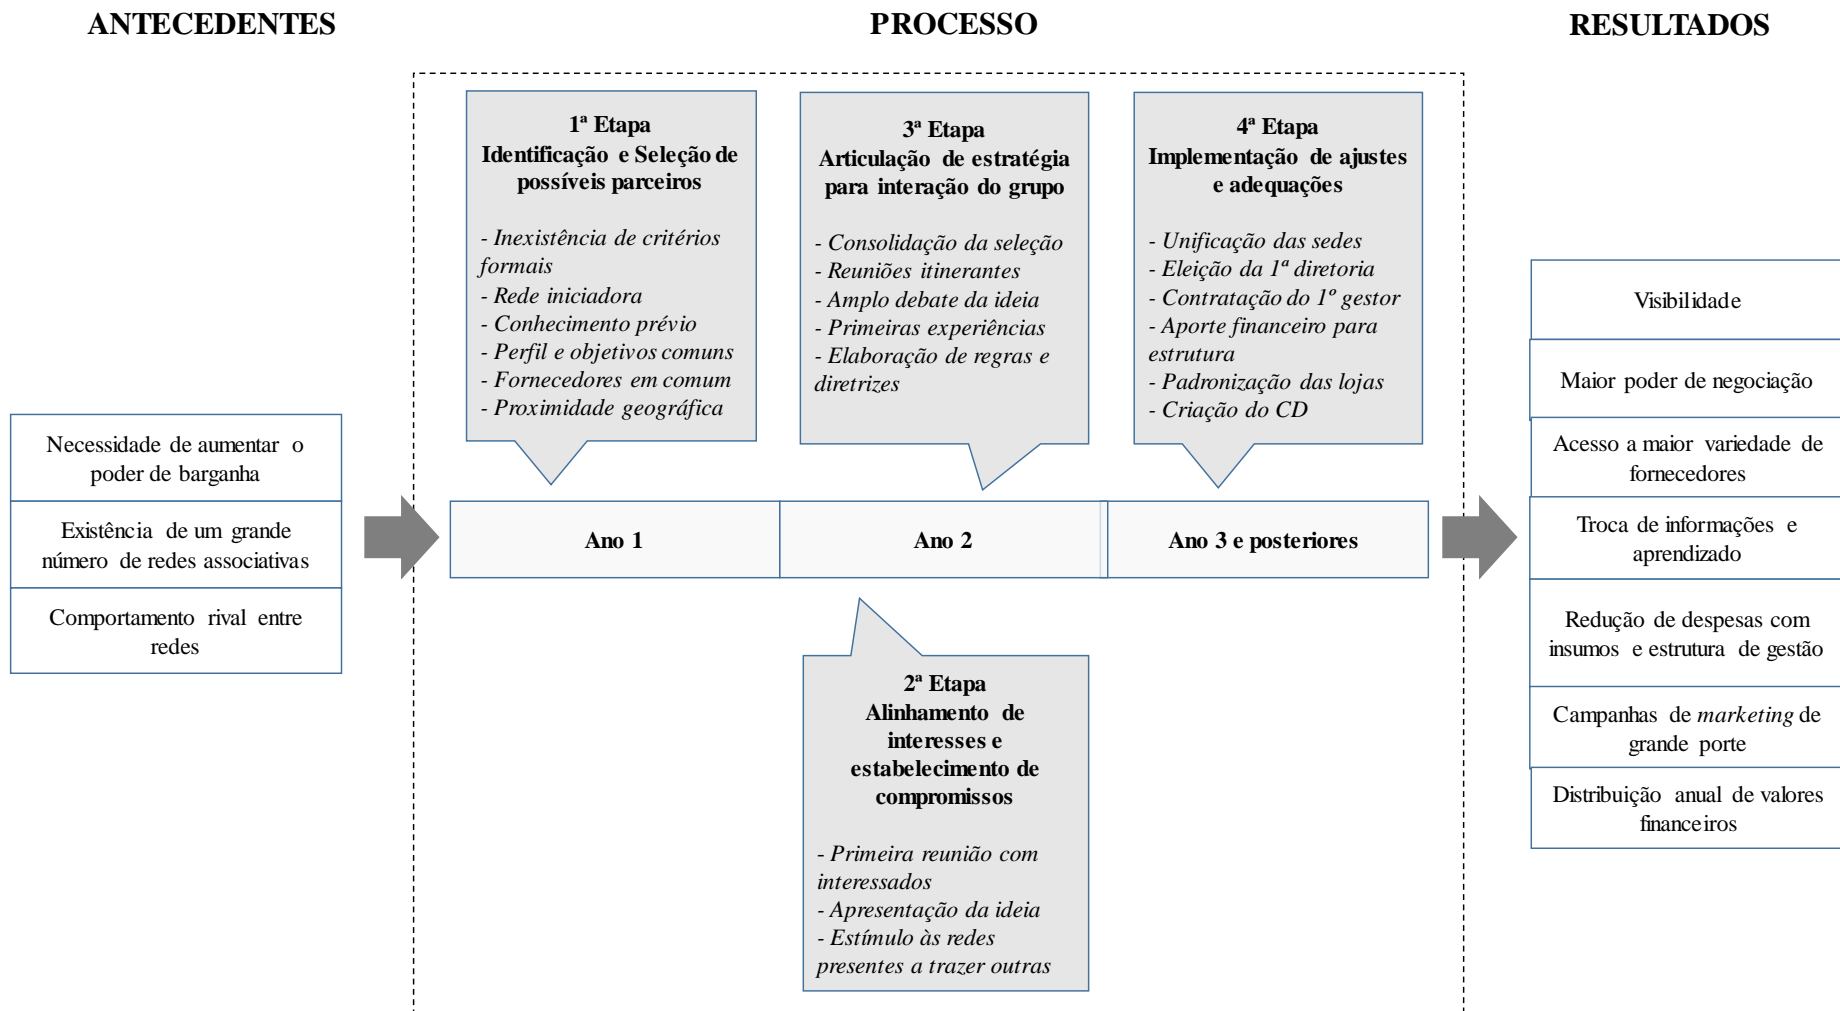 ANTECEDENTES
PROCESSO
RESULTADOS
Necessidade de aumentar o
poder de barganha
Existência de um grande
número de redes associativas
Comportamento rival entre
redes
1ª Etapa
Identificação e Seleção de
possíveis parceiros
- Inexistência de critérios
formais
- Rede iniciadora
- Conhecimento prévio
- Perfil e objetivos comuns
- Fornecedores em comum
- Proximidade geográfica
3ª Etapa
Articulação de estratégia
para interação do grupo
- Consolidação da seleção
- Reuniões itinerantes
- Amplo debate da ideia
- Primeiras experiências
- Elaboração de regras e
diretrizes
4ª Etapa
Implementação de ajustes
e adequações
- Unificação das sedes
- Eleição da 1ª diretoria
- Contratação do 1º gestor
- Aporte financeiro para
estrutura
- Padronização das lojas
- Criação do CD
Ano 1
Ano 2
Ano 3 e posteriores
2ª Etapa
Alinhamento de
interesses e
estabelecimento de
compromissos
- Primeira reunião com
interessados
- Apresentação da ideia
- Estímulo às redes
presentes a trazer outras
Visibilidade
Maior poder de negociação
Acesso a maior variedade de
fornecedores
Troca de informações e
aprendizado
Redução de despesas com
insumos e estrutura de gestão
Campanhas de marketing de
grande porte
Distribuição anual de valores
financeiros